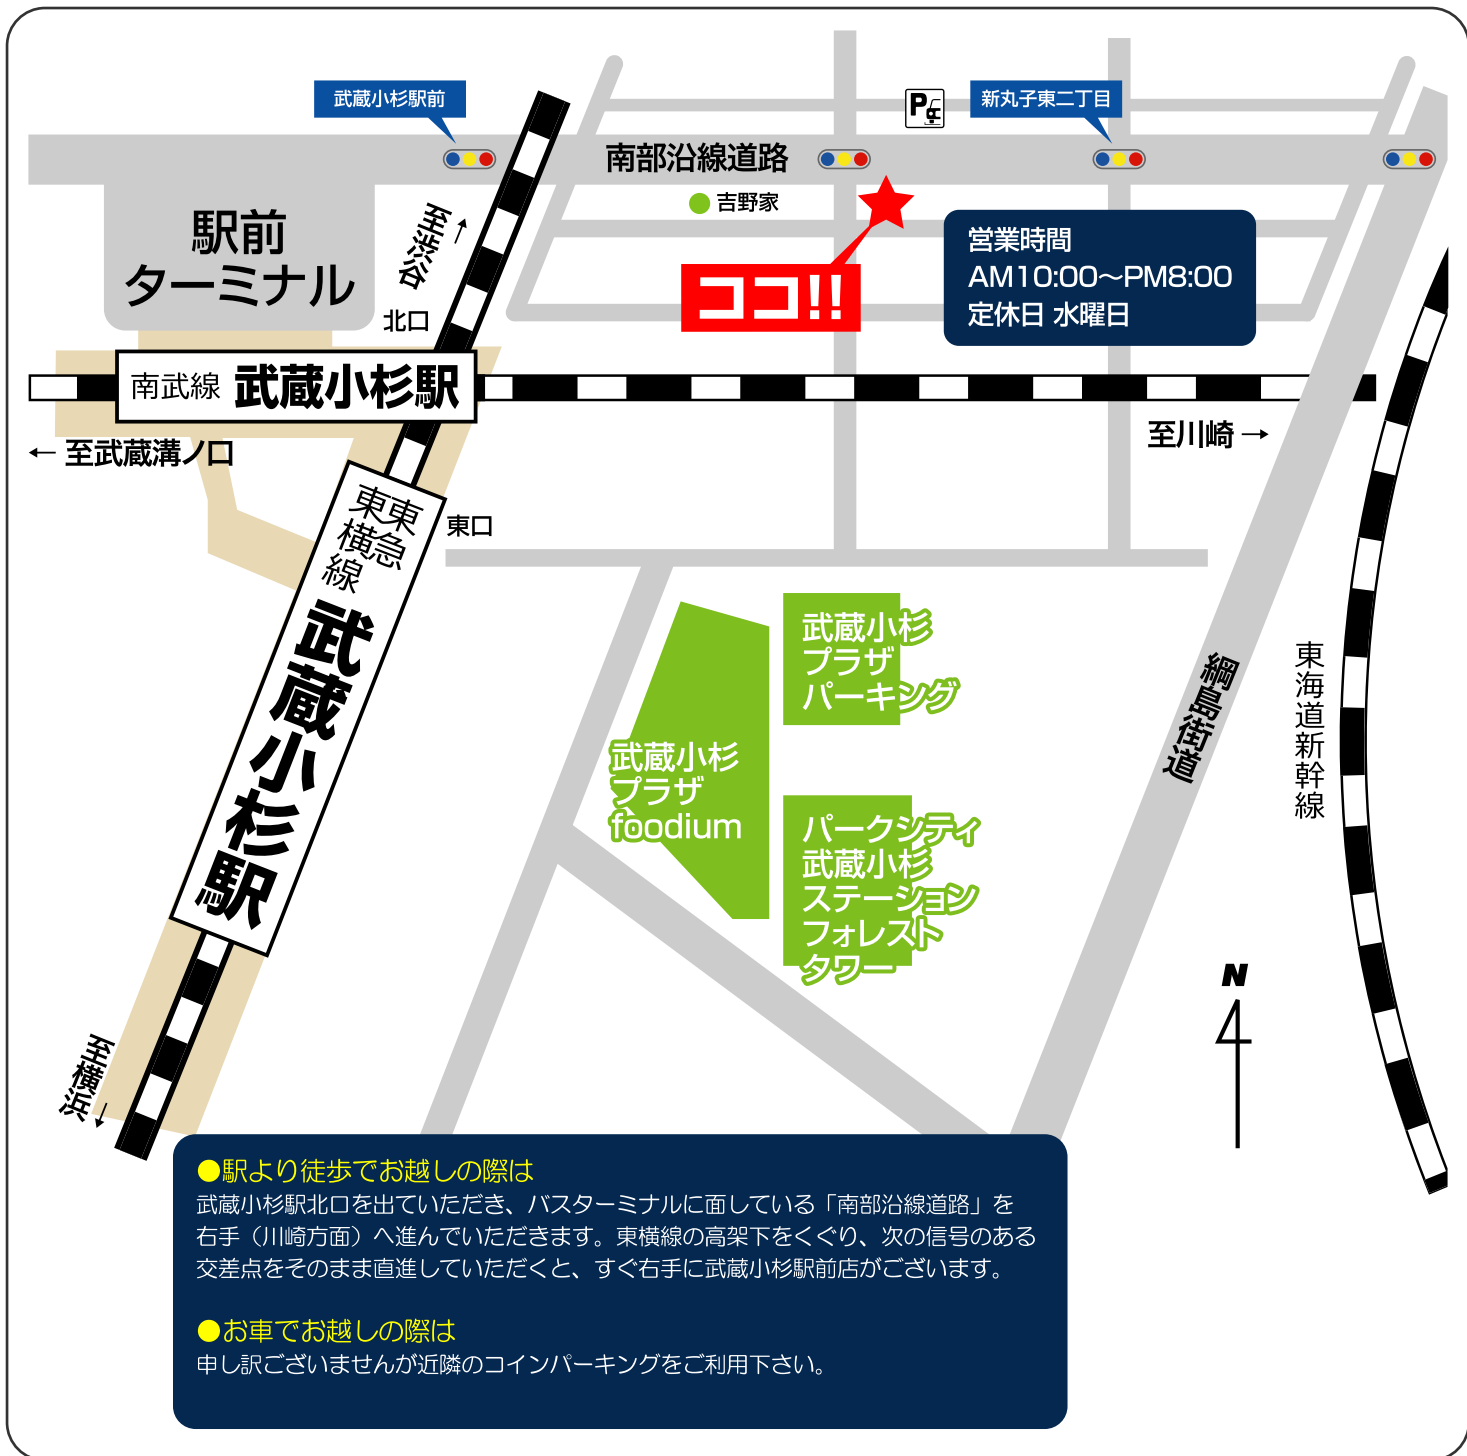 武蔵小杉駅前
新丸子東二丁目
P
南部沿線道路
吉野家
駅前
ターミナル
至渋谷
北口
ココ!!
営業時間
AM10:00～PM8:00
定休日 水曜日
南武線 武蔵小杉駅
← 至武蔵溝ノ口
至川崎 →
東急
東横線
武蔵小杉駅
東口
武蔵小杉
プラザ
パーキング
武蔵小杉
プラザ
foodium
パークシティ
武蔵小杉
ステーション
フォレスト
タワー
綱島街道
東海道新幹線
N
至横浜
●駅より徒歩でお越しの際は
武蔵小杉駅北口を出ていただき、バスターミナルに面している「南部沿線道路」を
右手（川崎方面）へ進んでいただきます。東横線の高架下をくぐり、次の信号のある
交差点をそのまま直進していただくと、すぐ右手に武蔵小杉駅前店がございます。
●お車でお越しの際は
申し訳ございませんが近隣のコインパーキングをご利用下さい。